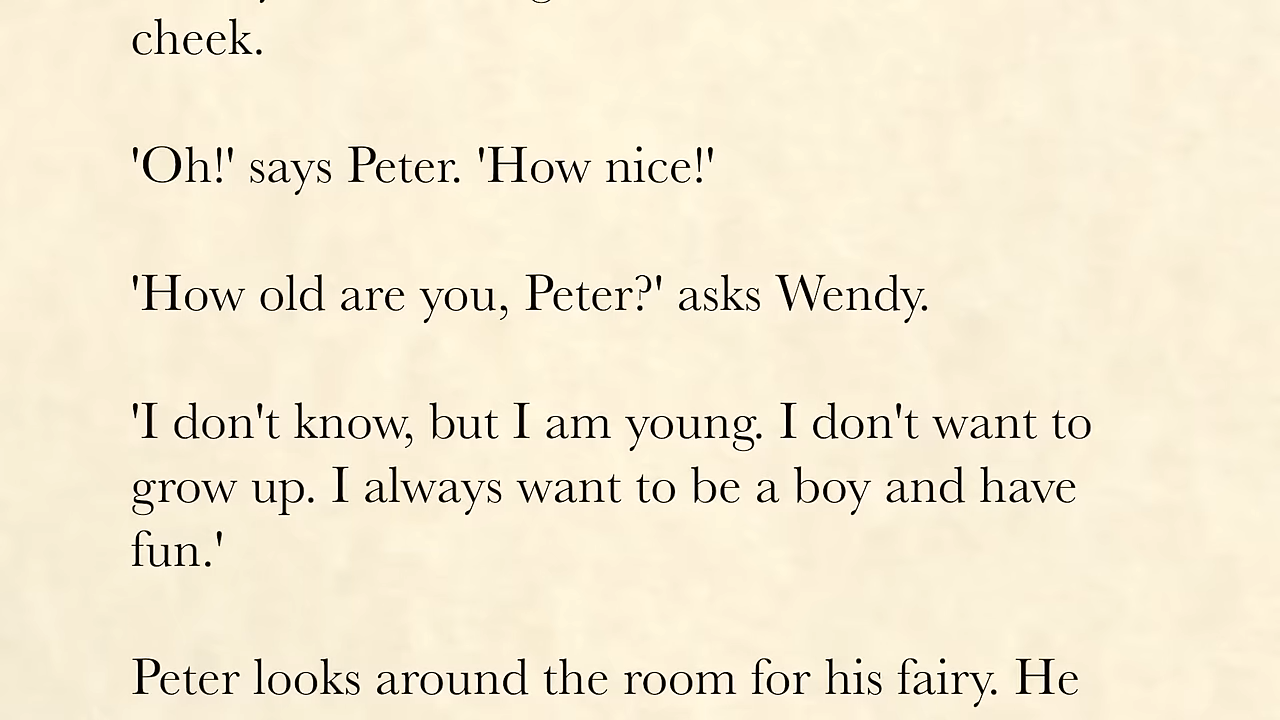 cheek.
'Oh!' says Peter. 'How nice!'
'How old are you, Peter?' asks Wendy.
'I don't know, but I am young. I don't want to
grow up. I always want to be a boy and have
fun.'
Peter looks around the room for his fairy. He